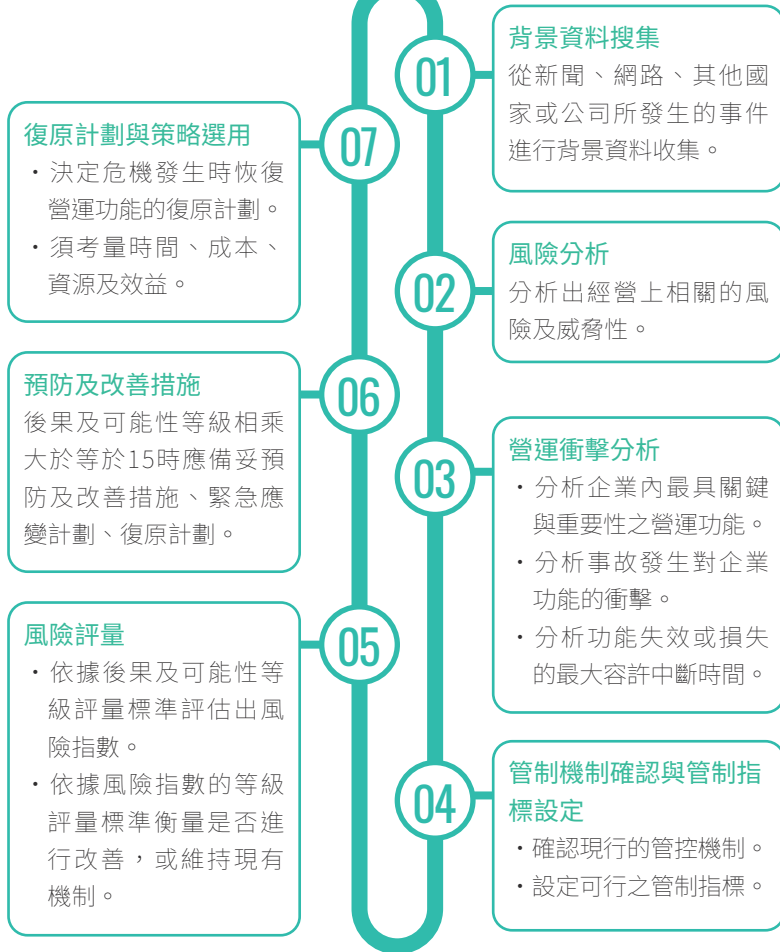 01
背景資料搜集
從新聞、網路、其他國
家或公司所發生的事件
進行背景資料收集。
02
風險分析
分析出經營上相關的風
險及威脅性。
03
營運衝擊分析
・分析企業內最具關鍵
與重要性之營運功能。
・分析事故發生對企業
功能的衝擊。
・分析功能失效或損失
的最大容許中斷時間。
04
管制機制確認與管制指
標設定
・確認現行的管控機制。
・設定可行之管制指標。
05
風險評量
・依據後果及可能性等
級評量標準評估出風
險指數。
・依據風險指數的等級
評量標準衡量是否進
行改善，或維持現有
機制。
06
預防及改善措施
後果及可能性等級相乘
大於等於15時應備妥預
防及改善措施、緊急應
變計劃、復原計劃。
07
復原計劃與策略選用
・決定危機發生時恢復
營運功能的復原計劃。
・須考量時間、成本、
資源及效益。